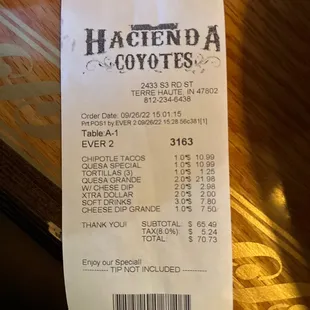 HACIENDA
COYOTES
2433 S3 RD ST
TERRE HAUTE, IN 47802
812-234-6438
Order Date: 09/26/22 15:01:15
Prt:POS1 by EVER 2 09/26/22 15:28:56c381[1]
Table:A-1
EVER 2 3163
CHIPOTLE TACOS 1.0*$ 10.99
QUESA SPECIAL 1.0*$ 10.99
TORTILLAS (3) 1.0*$ 1.25
QUESA GRANDE 2.0*$ 21.98
W/ CHESE DIP 2.0*$ 2.98
XTRA DOLLAR 2.0*$ 2.00
SOFT DRINKS 3.0*$ 7.80
CHEESE DIP GRANDE 1.0*$ 7.50
THANK YOU! SUBTOTAL: $ 65.49
TAX(8.0%) $ 5.24
TOTAL $ 70.73
Enjoy our Special!
---------- TIP NOT INCLUDED ----------